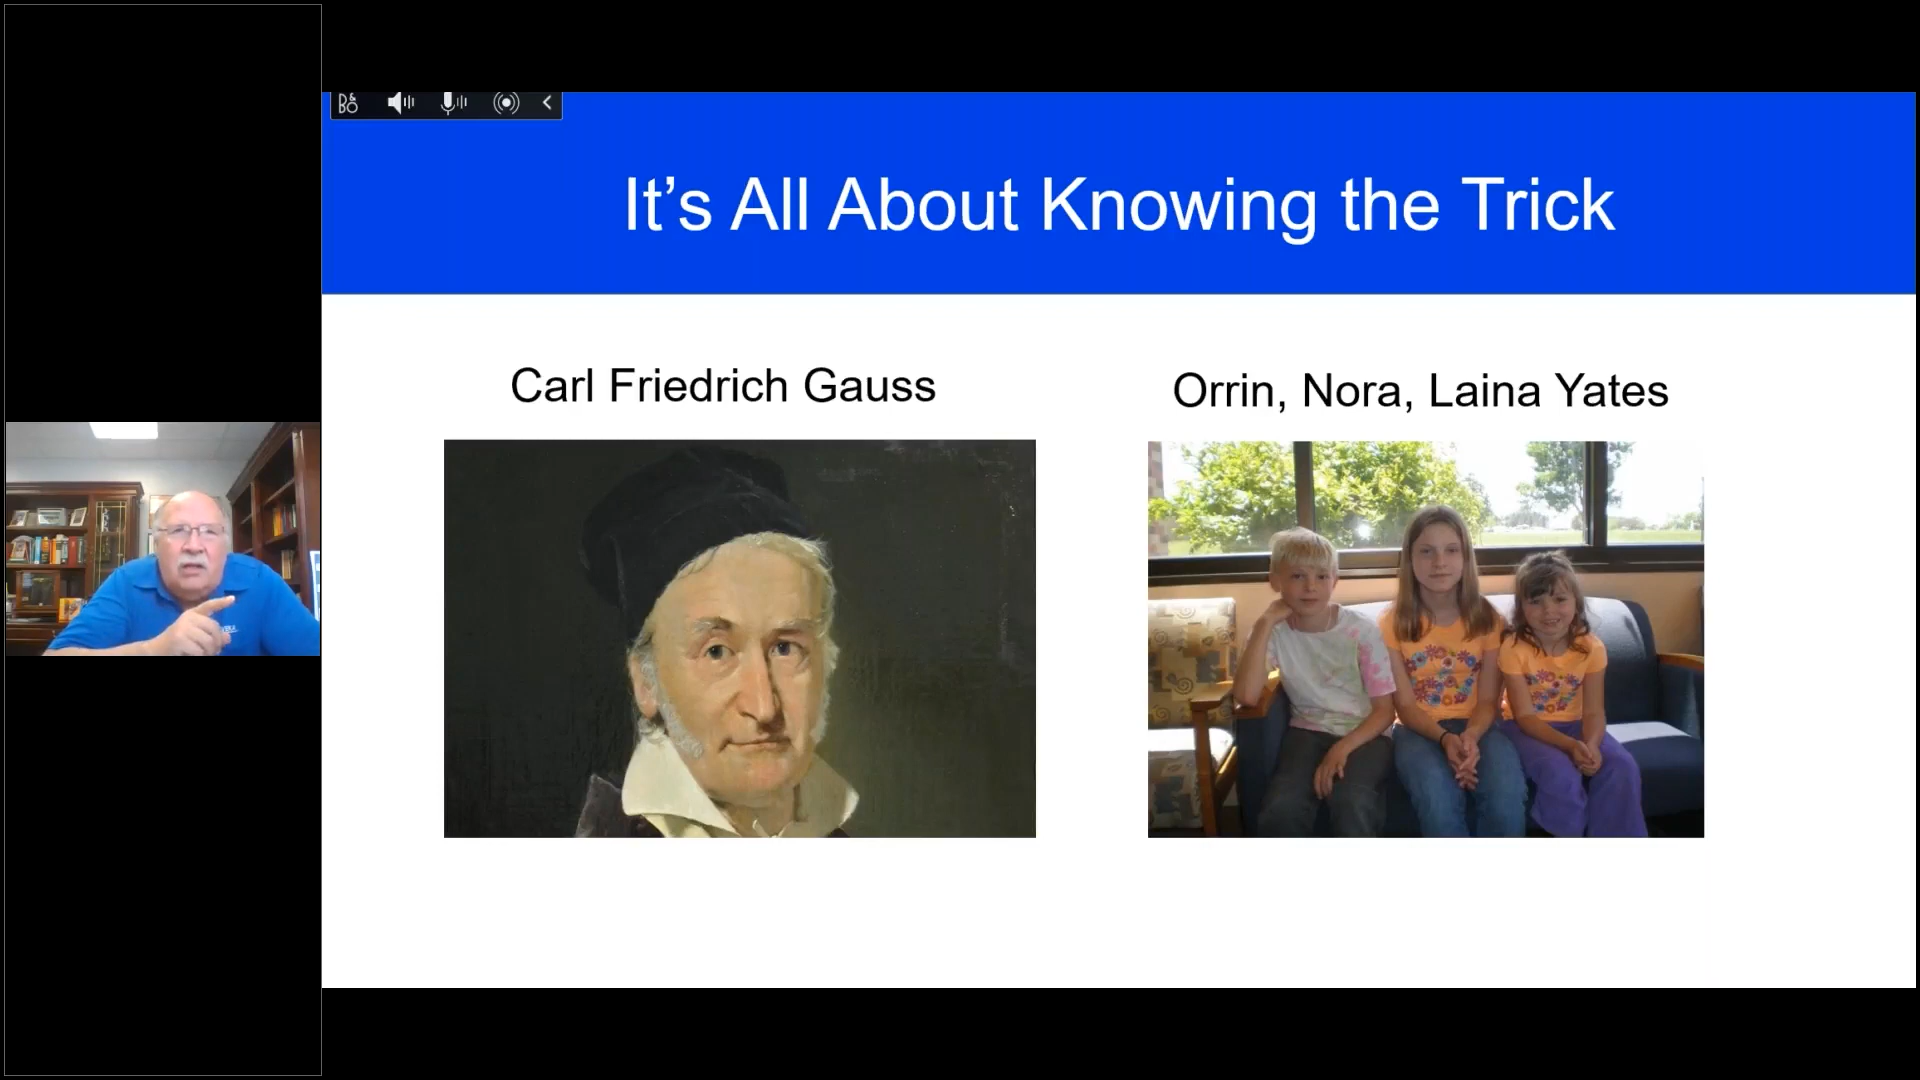 B&O
It’s All About Knowing the Trick
Carl Friedrich Gauss
Orrin, Nora, Laina Yates